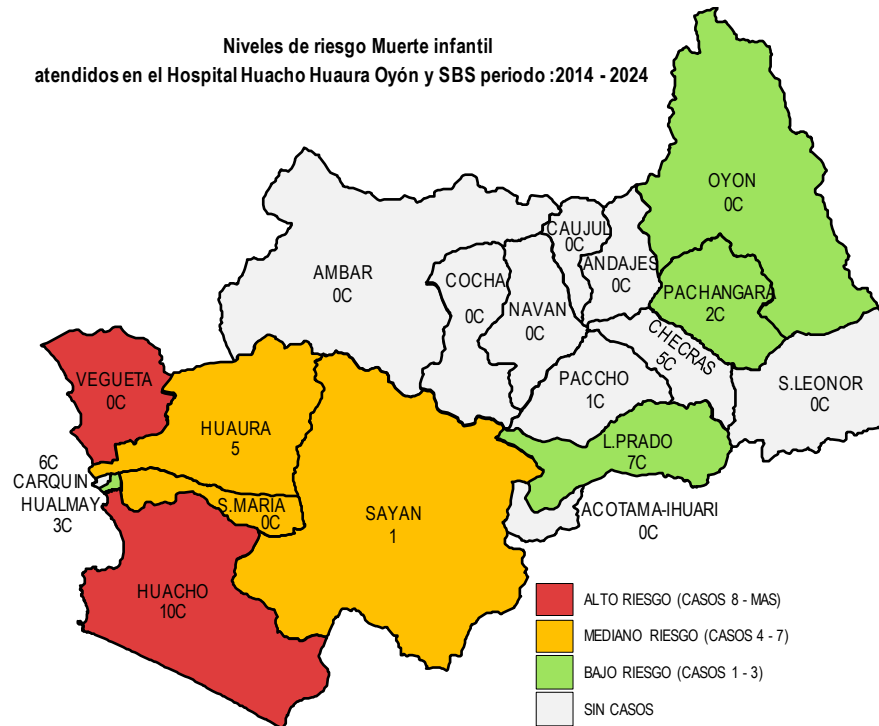 Niveles de riesgo Muerte infantil
atendidos en el Hospital Huacho Huaura Oyón y SBS periodo :2014 - 2024
OYON
0C
CAUJUL
0C
ANDAJES
0C
AMBAR
0C
COCHA
0C
NAVAN
0C
PACHANGARA
2C
CHECRAS
5C
VEGUETA
0C
PACCHO
1C
S.LEONOR
0C
HUAURA
5
L.PRADO
7C
6C
CARQUIN
HUALMAY
3C
S.MARIA
0C
SAYAN
1
ACOTAMA-IHUARI
0C
HUACHO
10C
ALTO RIESGO (CASOS 8 - MAS)
MEDIANO RIESGO (CASOS 4 - 7)
BAJO RIESGO (CASOS 1 - 3)
SIN CASOS